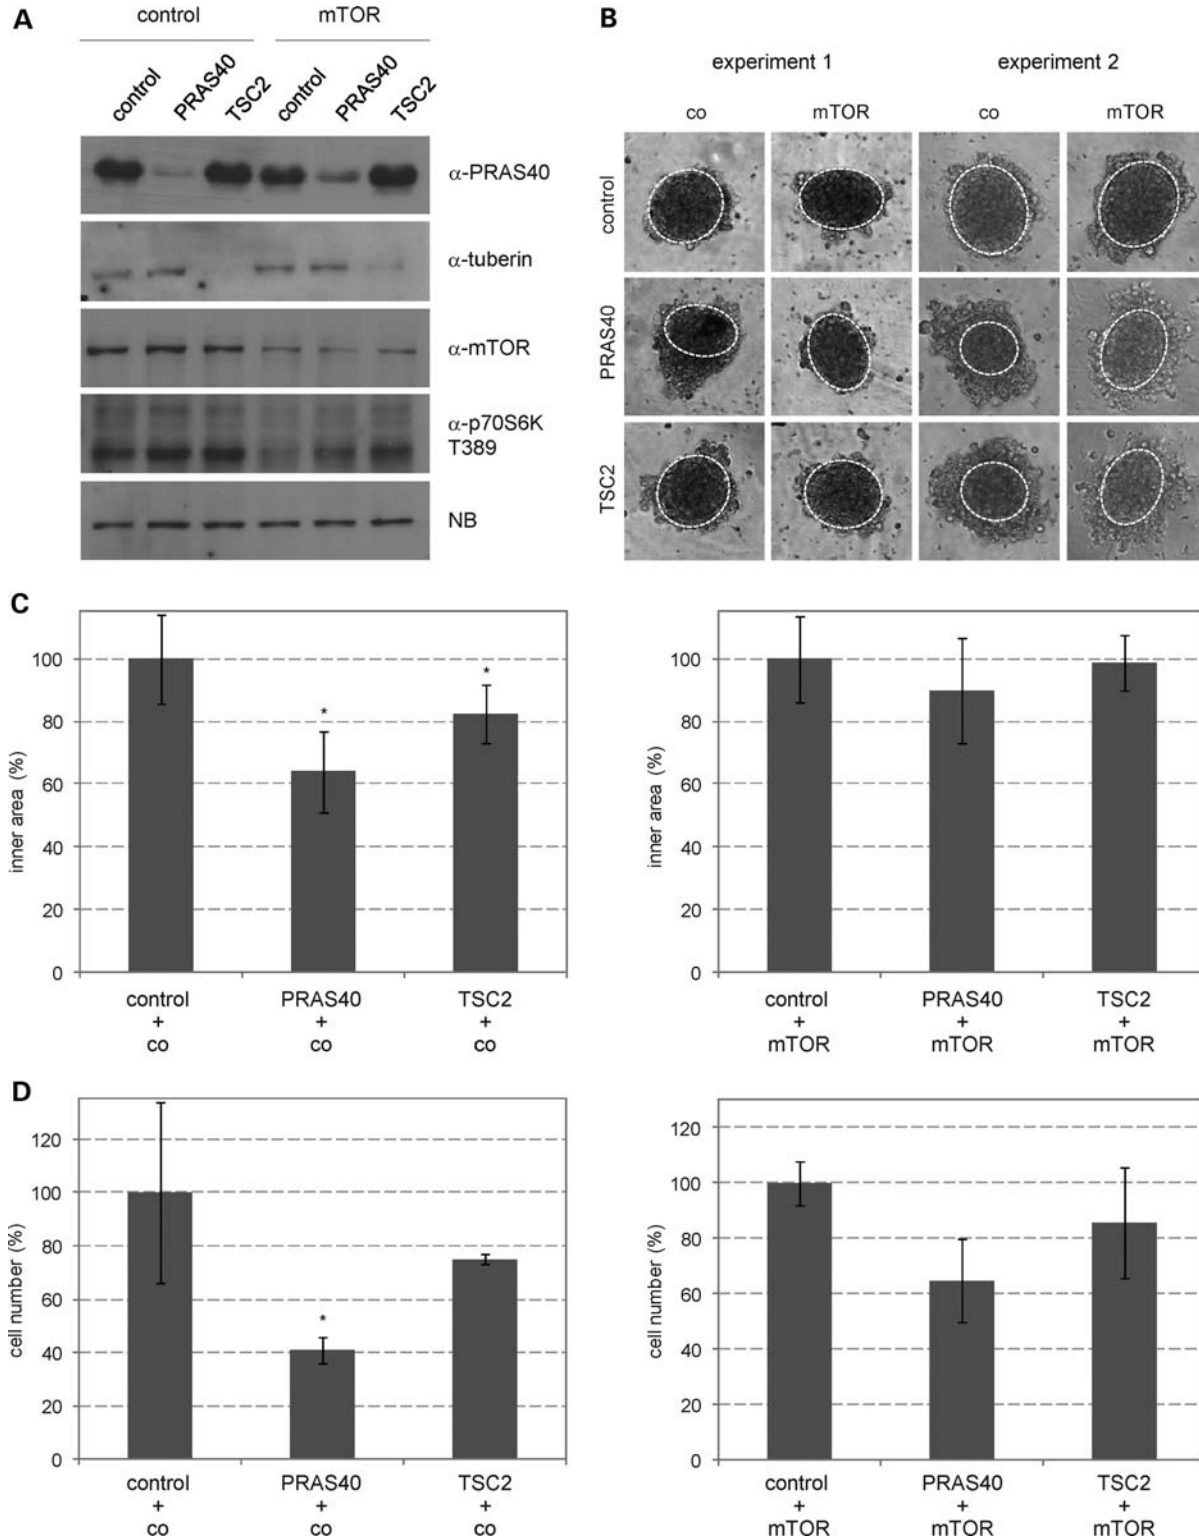 A
control mTOR
control PRAS40 TSC2 control PRAS40 TSC2
α-PRAS40
α-tuberin
α-mTOR
α-p70S6K
T389
NB
B
experiment 1 experiment 2
co mTOR co mTOR
control
PRAS40
TSC2
C
inner area (%)
100
80
60
40
20
0
* *
control PRAS40 TSC2
+ + +
co co co
inner area (%)
100
80
60
40
20
0
control PRAS40 TSC2
+ + +
mTOR mTOR mTOR
D
cell number (%)
120
100
80
60
40
20
0
*
control PRAS40 TSC2
+ + +
co co co
cell number (%)
120
100
80
60
40
20
0
control PRAS40 TSC2
+ + +
mTOR mTOR mTOR